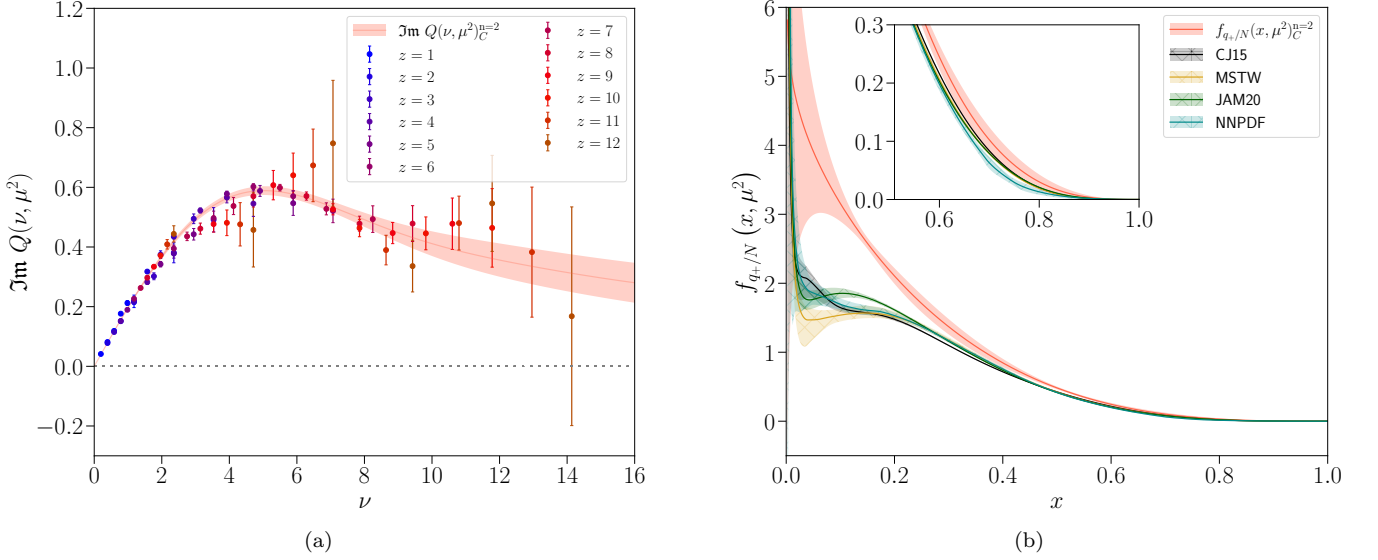 1.2
1.0
0.8
0.6
0.4
0.2
0.0
−0.2
𝕴𝖒 Q(ν, μ²)
0 2 4 6 8 10 12 14 16
ν
𝕴𝖒 Q(ν, μ²)_C^{n=2}
z = 1
z = 2
z = 3
z = 4
z = 5
z = 6
z = 7
z = 8
z = 9
z = 10
z = 11
z = 12
(a)
6
5
4
3
2
1
0
f_{q₊/N} (x, μ²)
0.0 0.2 0.4 0.6 0.8 1.0
x
0.3
0.2
0.1
0.0
0.6 0.8 1.0
f_{q₊/N}(x, μ²)_C^{n=2}
CJ15
MSTW
JAM20
NNPDF
(b)